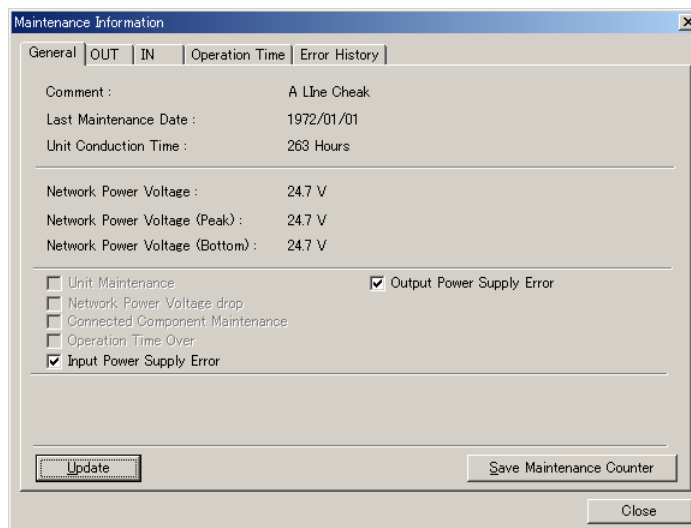 Maintenance Information
General OUT IN Operation Time Error History
Comment : A LIne Cheak
Last Maintenance Date : 1972/01/01
Unit Conduction Time : 263 Hours
Network Power Voltage : 24.7 V
Network Power Voltage (Peak) : 24.7 V
Network Power Voltage (Bottom) : 24.7 V
Unit Maintenance Output Power Supply Error
Network Power Voltage drop
Connected Component Maintenance
Operation Time Over
Input Power Supply Error
Update Save Maintenance Counter
Close